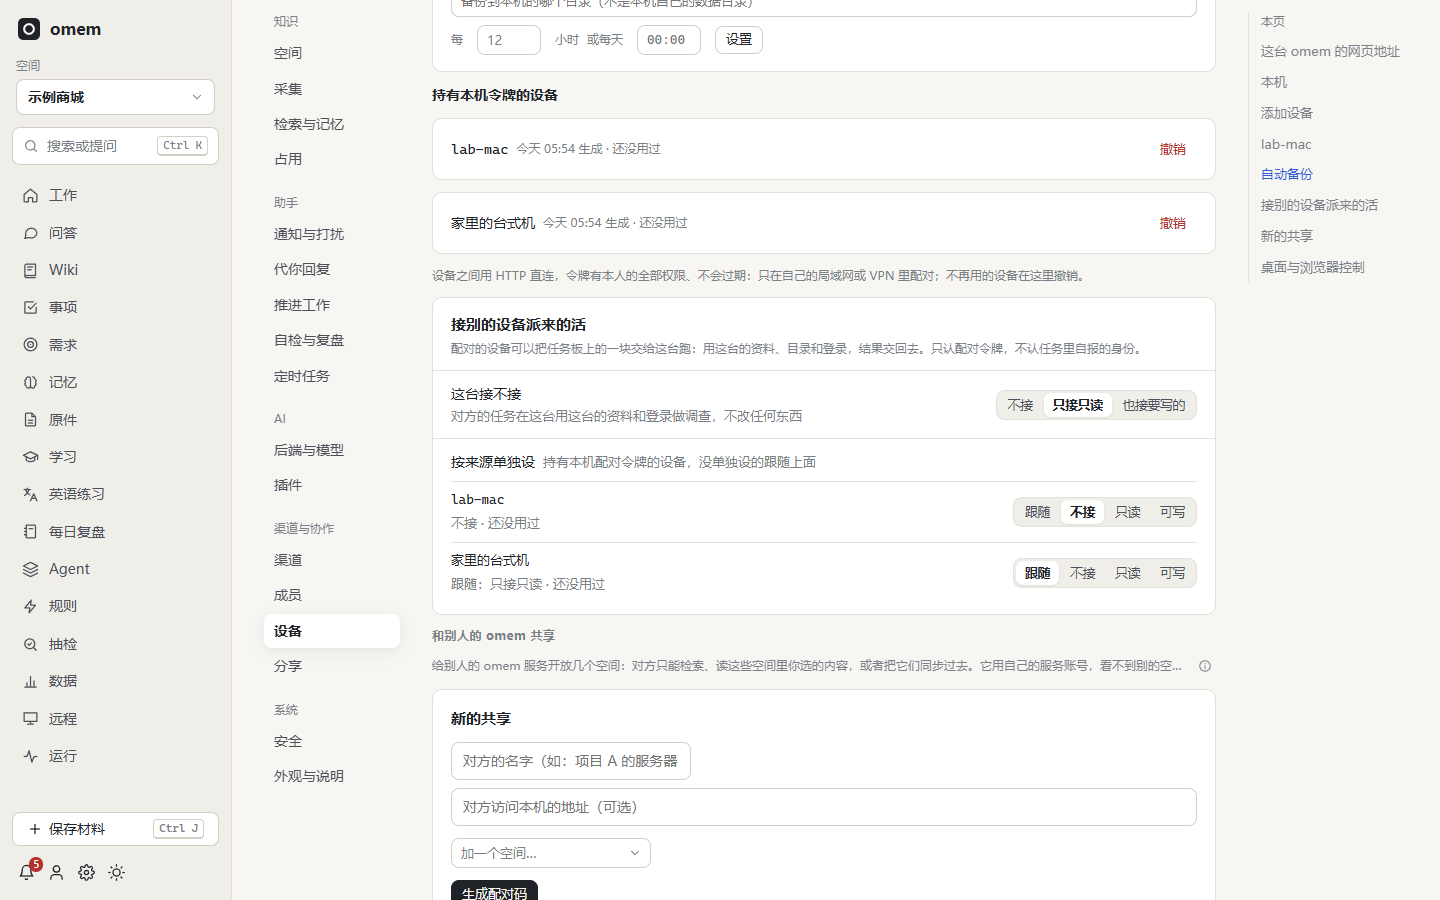 omem
空间
示例商城
搜索或提问
Ctrl K
工作
问答
Wiki
事项
需求
记忆
原件
学习
英语练习
每日复盘
Agent
规则
抽检
数据
远程
运行
保存材料
Ctrl J
5
知识
空间
采集
检索与记忆
占用
助手
通知与打扰
代你回复
推进工作
自检与复盘
定时任务
AI
后端与模型
插件
渠道与协作
渠道
成员
设备
分享
系统
安全
外观与说明
备份到本机的哪个目录（不是本机自己的数据目录）
每 12 小时 或每天 00:00 设置
持有本机令牌的设备
lab-mac 今天 05:54 生成 · 还没用过 撤销
家里的台式机 今天 05:54 生成 · 还没用过 撤销
设备之间用 HTTP 直连，令牌有本人的全部权限、不会过期：只在自己的局域网或 VPN 里配对；不再用的设备在这里撤销。
接别的设备派来的活
配对的设备可以把任务板上的一块交给这台跑：用这台的资料、目录和登录，结果交回去。只认配对令牌，不认任务里自报的身份。
这台接不接
对方的任务在这台用这台的资料和登录做调查，不改任何东西
不接 只接只读 也接要写的
按来源单独设 持有本机配对令牌的设备，没单独设的跟随上面
lab-mac
不接 · 还没用过
跟随 不接 只读 可写
家里的台式机
跟随：只接只读 · 还没用过
跟随 不接 只读 可写
和别人的 omem 共享
给别人的 omem 服务开放几个空间：对方只能检索、读这些空间里你选的内容，或者把它们同步过去。它用自己的服务账号，看不到别的空...
新的共享
对方的名字（如：项目 A 的服务器
对方访问本机的地址（可选）
加一个空间...
生成配对码
本页
这台 omem 的网页地址
本机
添加设备
lab-mac
自动备份
接别的设备派来的活
新的共享
桌面与浏览器控制